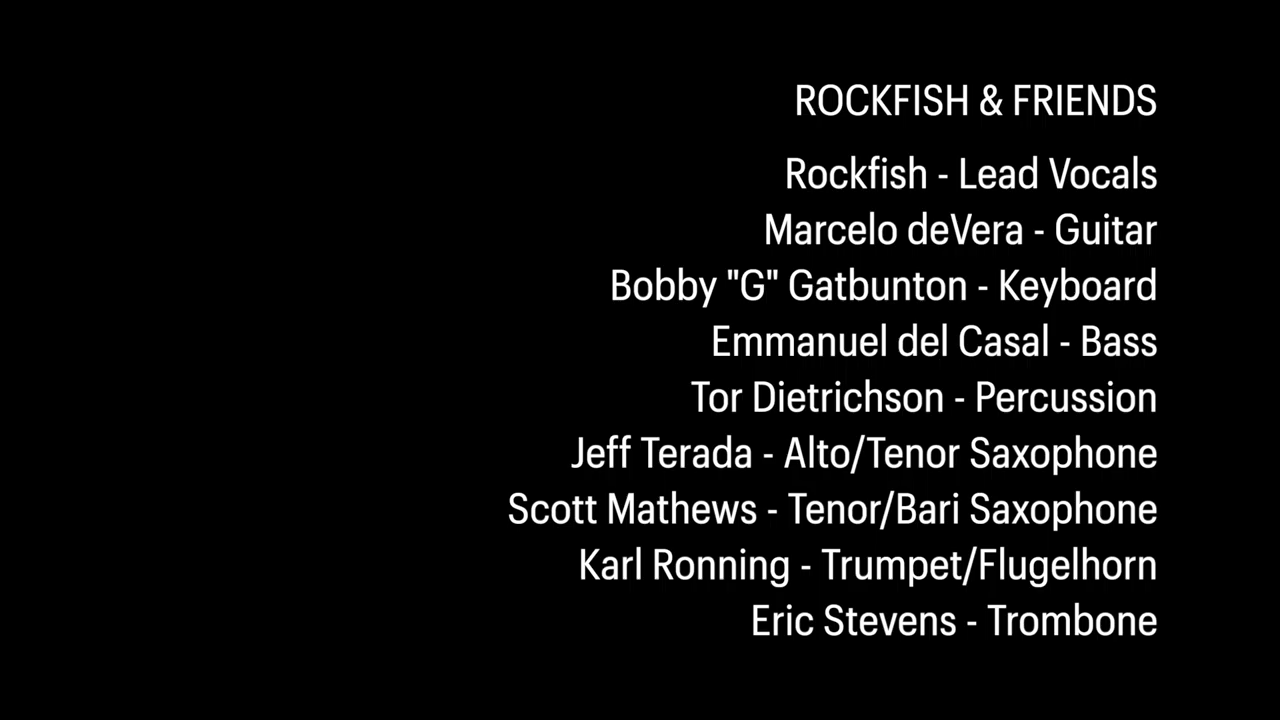 ROCKFISH & FRIENDS
Rockfish - Lead Vocals
Marcelo deVera - Guitar
Bobby "G" Gatbunton - Keyboard
Emmanuel del Casal - Bass
Tor Dietrichson - Percussion
Jeff Terada - Alto/Tenor Saxophone
Scott Mathews - Tenor/Bari Saxophone
Karl Ronning - Trumpet/Flugelhorn
Eric Stevens - Trombone